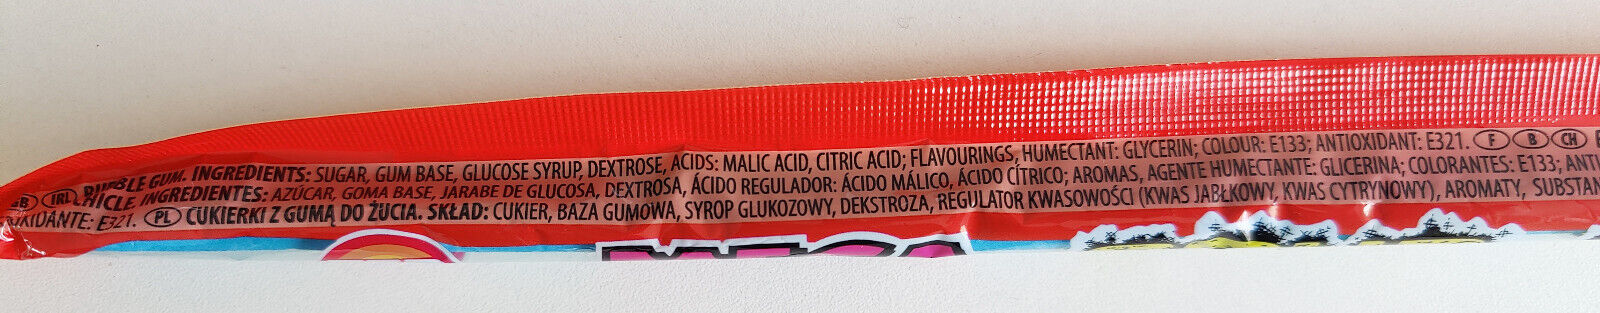 GB IRL BUBBLE GUM. INGREDIENTS: SUGAR, GUM BASE, GLUCOSE SYRUP, DEXTROSE, ACIDS: MALIC ACID, CITRIC ACID; FLAVOURINGS, HUMECTANT: GLYCERIN; COLOUR: E133; ANTIOXIDANT: E321. F B CH
CHICLE. INGREDIENTES: AZÚCAR, GOMA BASE, JARABE DE GLUCOSA, DEXTROSA, ÁCIDO REGULADOR: ÁCIDO MÁLICO, ÁCIDO CÍTRICO; AROMAS, AGENTE HUMECTANTE: GLICERINA; COLORANTES: E133; ANTI
OXIDANTE: E321. PL CUKIERKI Z GUMĄ DO ŻUCIA. SKŁAD: CUKIER, BAZA GUMOWA, SYROP GLUKOZOWY, DEKSTROZA, REGULATOR KWASOWOŚCI (KWAS JABŁKOWY, KWAS CYTRYNOWY), AROMATY, SUBSTAN
MEGA